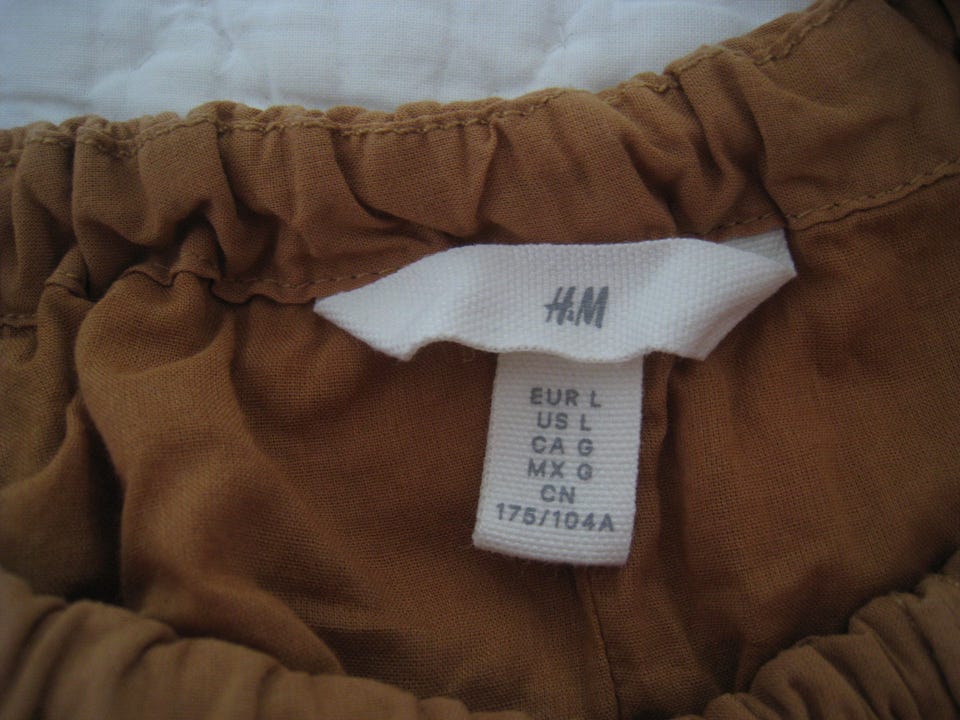 H&M
EUR L
US L
CA G
MX G
CN
175/104A